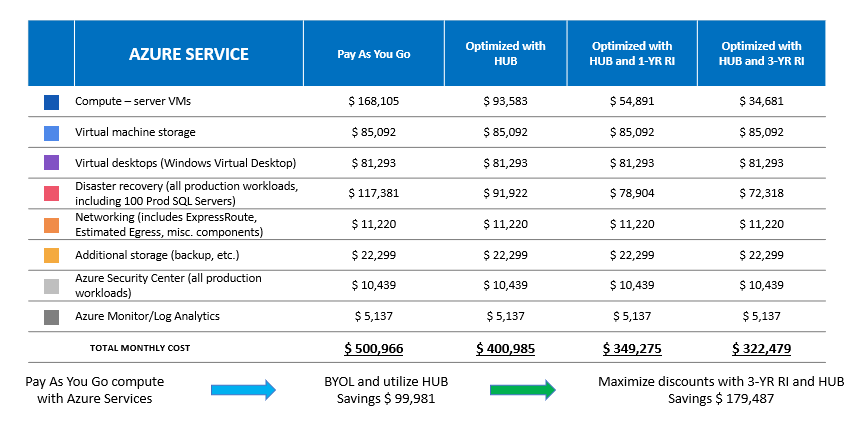 AZURE SERVICE
Pay As You Go
Optimized with
HUB
Optimized with
HUB and 1-YR RI
Optimized with
HUB and 3-YR RI
Compute – server VMs $ 168,105 $ 93,583 $ 54,891 $ 34,681
Virtual machine storage $ 85,092 $ 85,092 $ 85,092 $ 85,092
Virtual desktops (Windows Virtual Desktop) $ 81,293 $ 81,293 $ 81,293 $ 81,293
Disaster recovery (all production workloads,
including 100 Prod SQL Servers) $ 117,381 $ 91,922 $ 78,904 $ 72,318
Networking (includes ExpressRoute,
Estimated Egress, misc. components) $ 11,220 $ 11,220 $ 11,220 $ 11,220
Additional storage (backup, etc.) $ 22,299 $ 22,299 $ 22,299 $ 22,299
Azure Security Center (all production
workloads) $ 10,439 $ 10,439 $ 10,439 $ 10,439
Azure Monitor/Log Analytics $ 5,137 $ 5,137 $ 5,137 $ 5,137
TOTAL MONTHLY COST $ 500,966 $ 400,985 $ 349,275 $ 322,479
Pay As You Go compute
with Azure Services
BYOL and utilize HUB
Savings $ 99,981
Maximize discounts with 3-YR RI and HUB
Savings $ 179,487